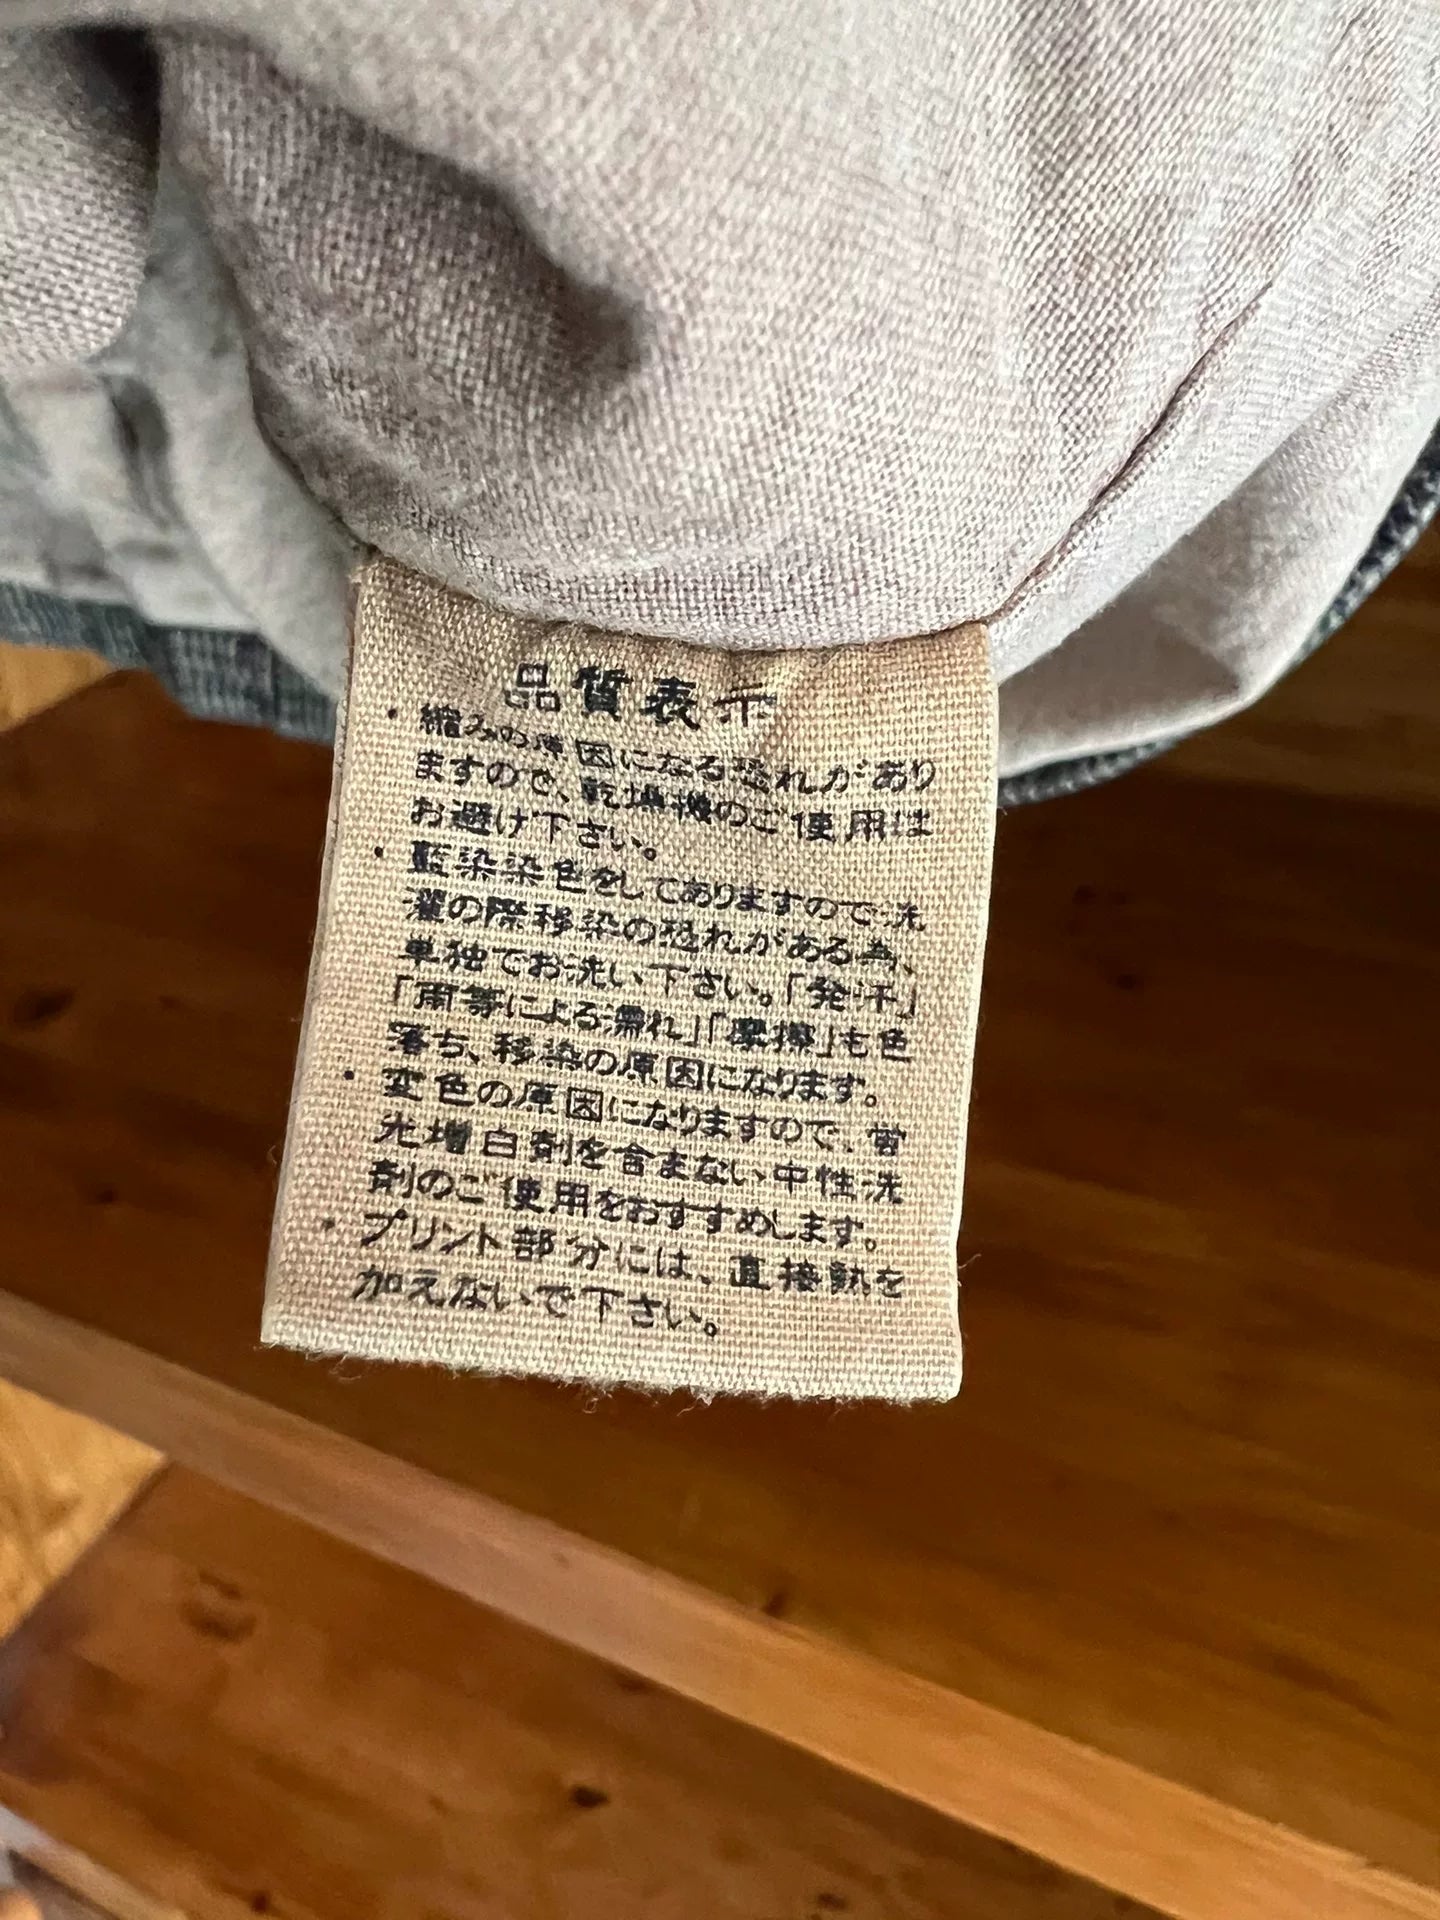 品質表示
・縮みの原因になる恐れがあり
ますので、乾燥機のご使用は
お避け下さい。
・藍染染色をしてありますので洗
濯の際移染の恐れがある為、
単独でお洗い下さい。「発汗」
「雨等による濡れ」「摩擦」も色
落ち、移染の原因になります。
・変色の原因になりますので、蛍
光増白剤を含まない中性洗
剤のご使用をおすすめします。
・プリント部分には、直接熱を
加えないで下さい。